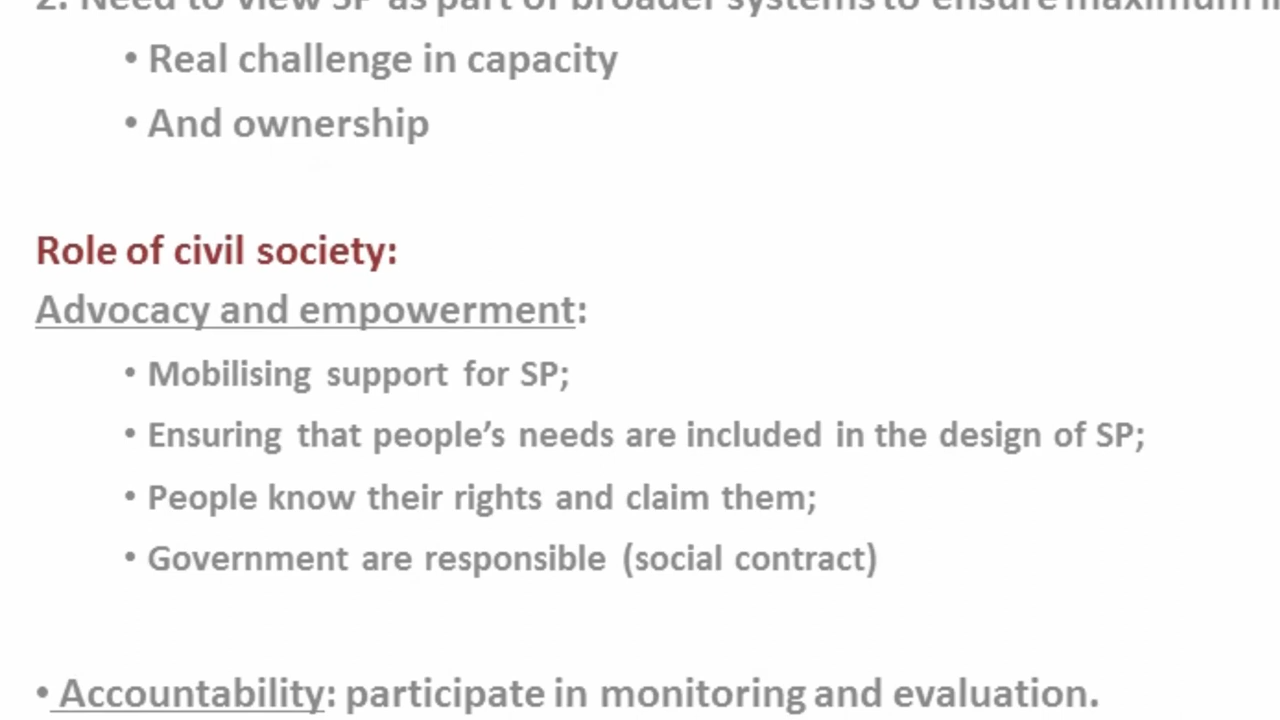 2. Need to view SP as part of broader systems to ensure maximum
• Real challenge in capacity
• And ownership
Role of civil society:
Advocacy and empowerment:
• Mobilising support for SP;
• Ensuring that people’s needs are included in the design of SP;
• People know their rights and claim them;
• Government are responsible (social contract)
• Accountability: participate in monitoring and evaluation.